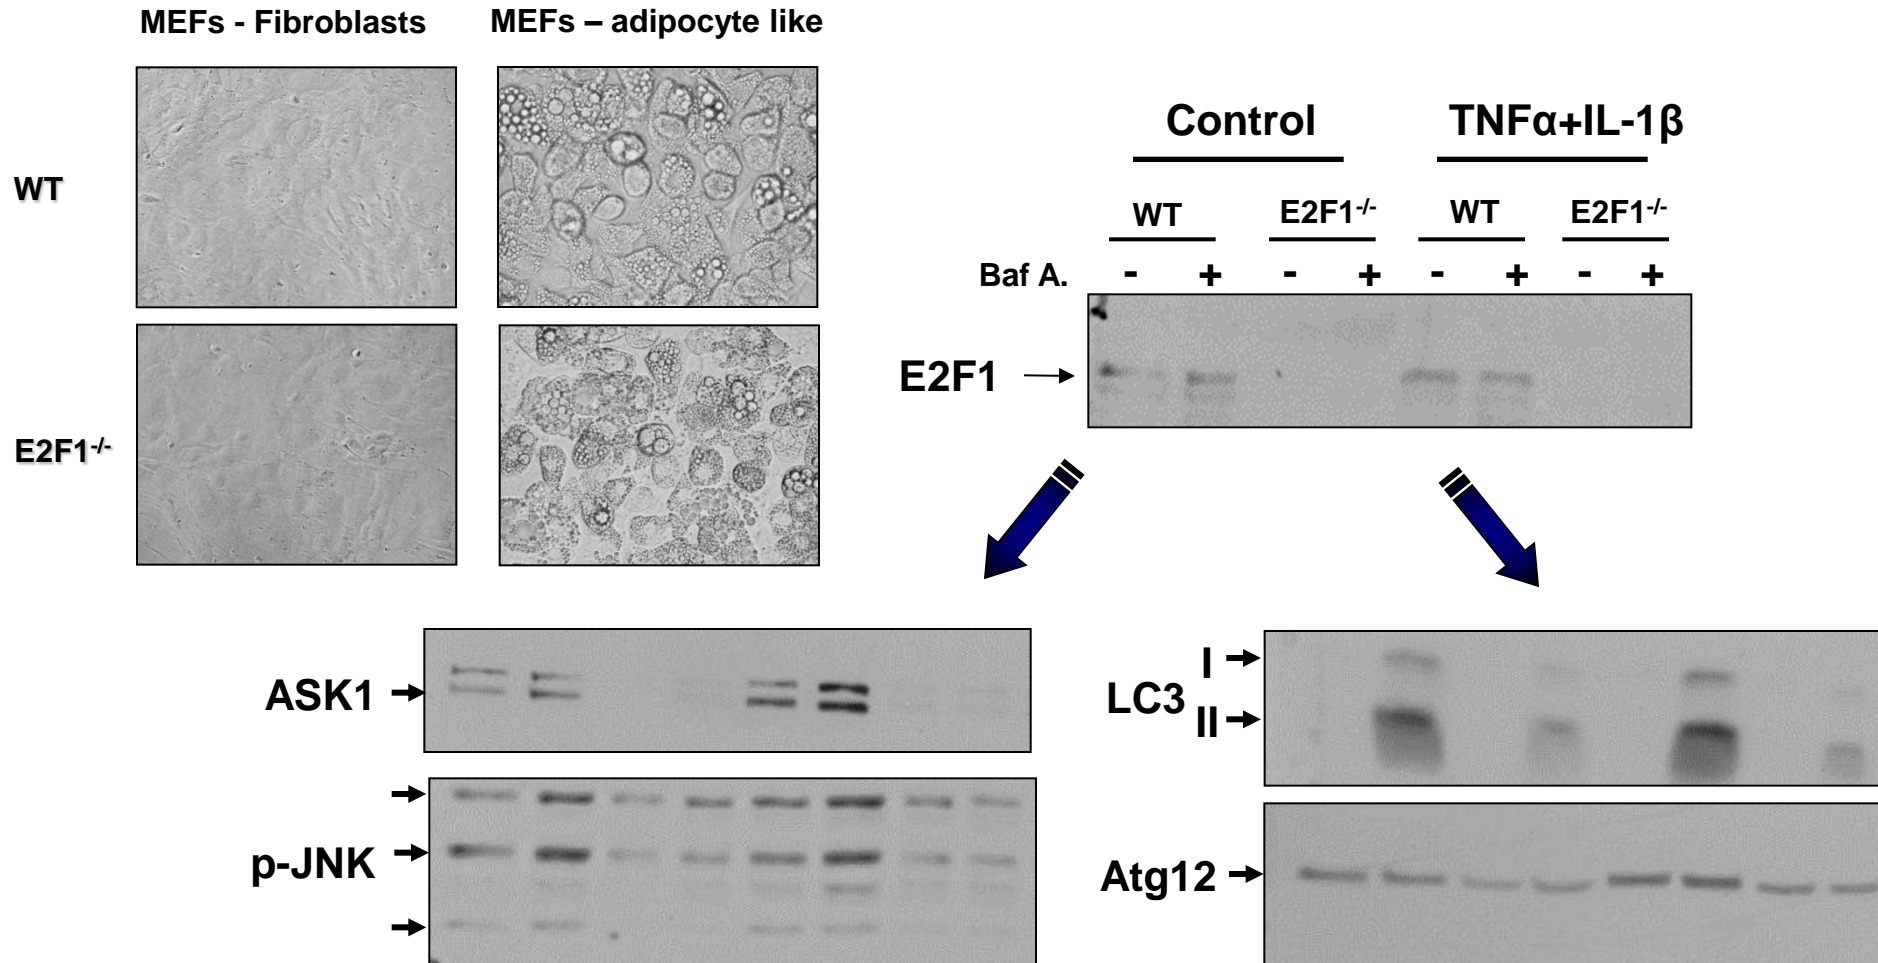 MEFs - Fibroblasts
MEFs – adipocyte like
WT
E2F1-/-
Control
TNFα+IL-1β
WT
E2F1-/-
WT
E2F1-/-
Baf A.
- + - + - + - +
E2F1
ASK1
p-JNK
I
LC3
II
Atg12